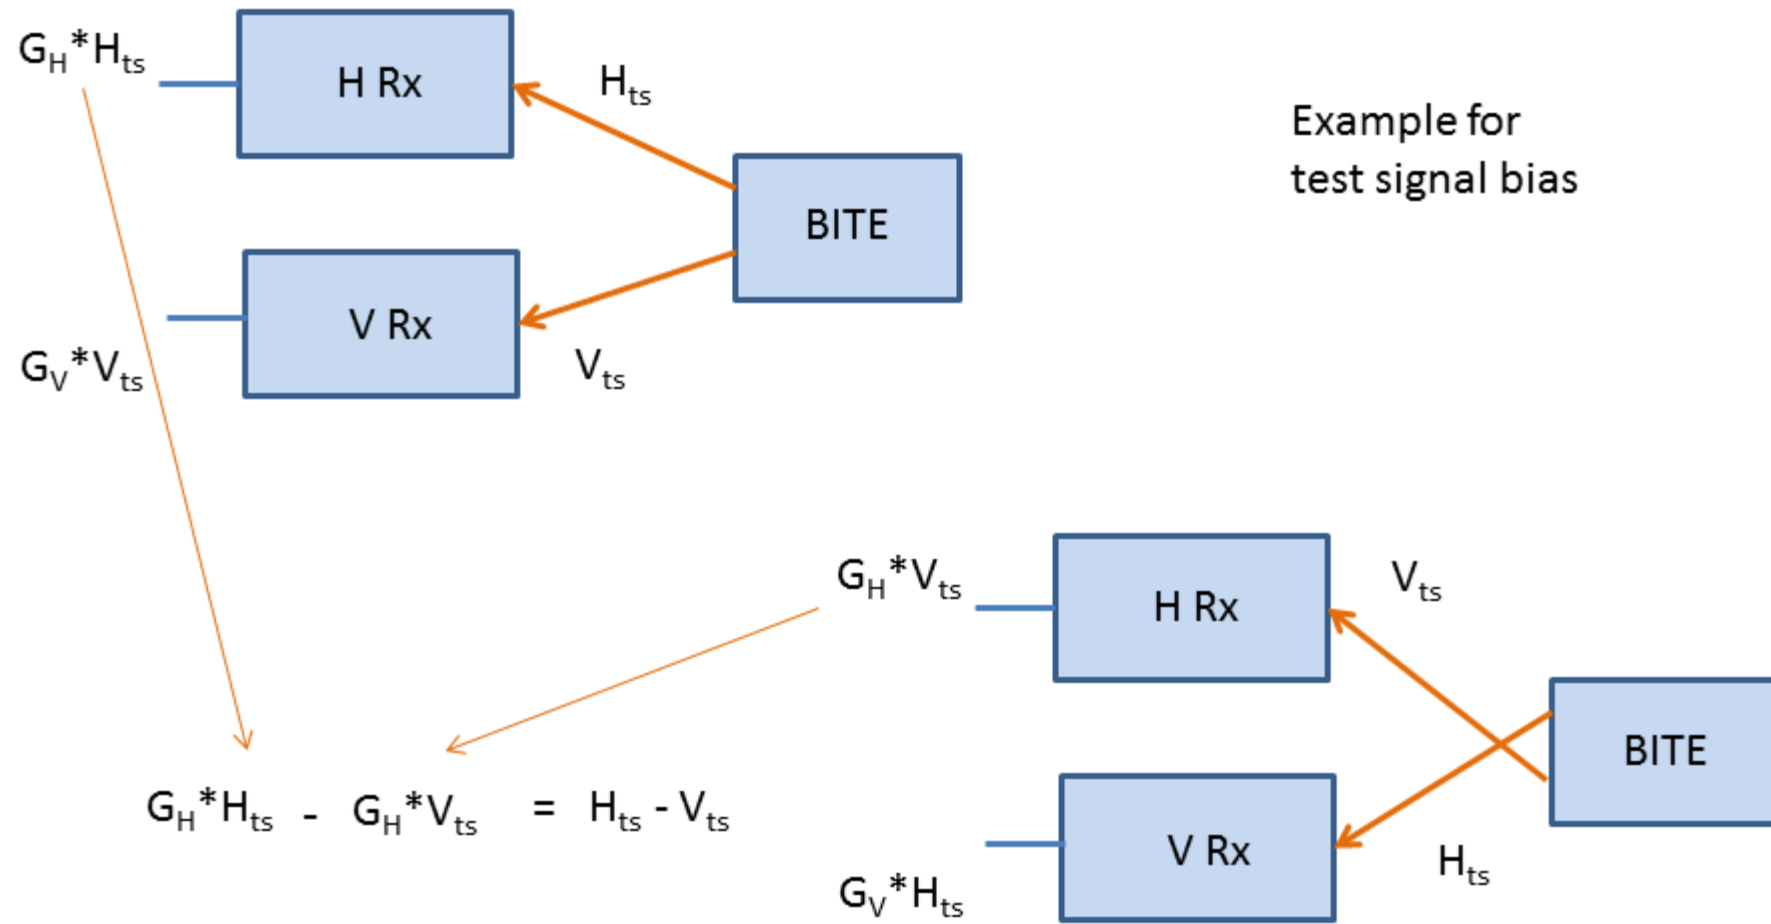 G_H*H_ts
H Rx
H_ts
Example for
test signal bias
BITE
V Rx
G_V*V_ts
V_ts
G_H*V_ts
H Rx
V_ts
BITE
G_H*H_ts - G_H*V_ts = H_ts - V_ts
V Rx
H_ts
G_V*H_ts